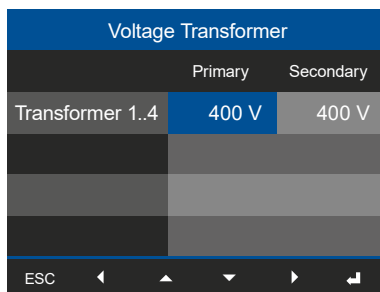 Voltage Transformer
Primary Secondary
Transformer 1..4 400 V 400 V
ESC